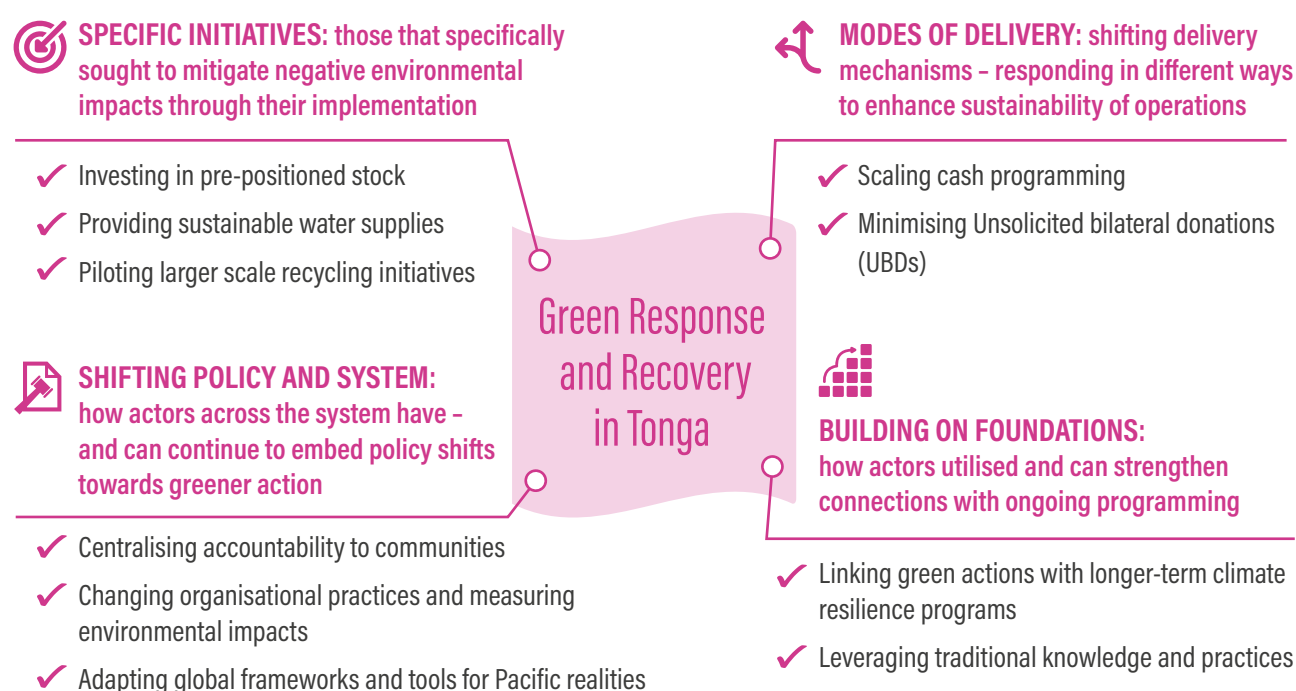 SPECIFIC INITIATIVES: those that specifically
sought to mitigate negative environmental
impacts through their implementation
Investing in pre-positioned stock
Providing sustainable water supplies
Piloting larger scale recycling initiatives
MODES OF DELIVERY: shifting delivery
mechanisms – responding in different ways
to enhance sustainability of operations
Scaling cash programming
Minimising Unsolicited bilateral donations
(UBDs)
Green Response
and Recovery
in Tonga
SHIFTING POLICY AND SYSTEM:
how actors across the system have –
and can continue to embed policy shifts
towards greener action
Centralising accountability to communities
Changing organisational practices and measuring
environmental impacts
Adapting global frameworks and tools for Pacific realities
BUILDING ON FOUNDATIONS:
how actors utilised and can strengthen
connections with ongoing programming
Linking green actions with longer-term climate
resilience programs
Leveraging traditional knowledge and practices